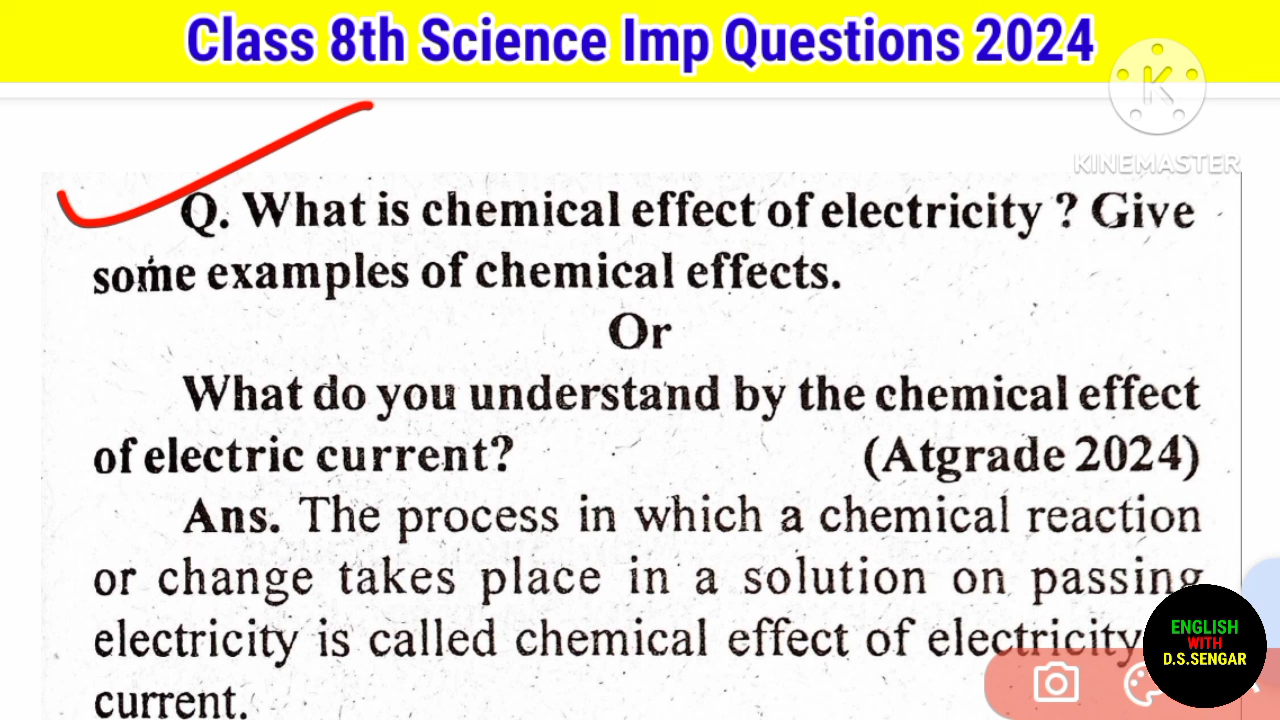 Class 8th Science Imp Questions 2024
K
KINEMASTER
Q. What is chemical effect of electricity ? Give
some examples of chemical effects.
Or
What do you understand by the chemical effect
of electric current?
(Atgrade 2024)
Ans. The process in which a chemical reaction
or change takes place in a solution on passing
electricity is called chemical effect of electricity
current.
ENGLISH
WITH
D.S.SENGAR